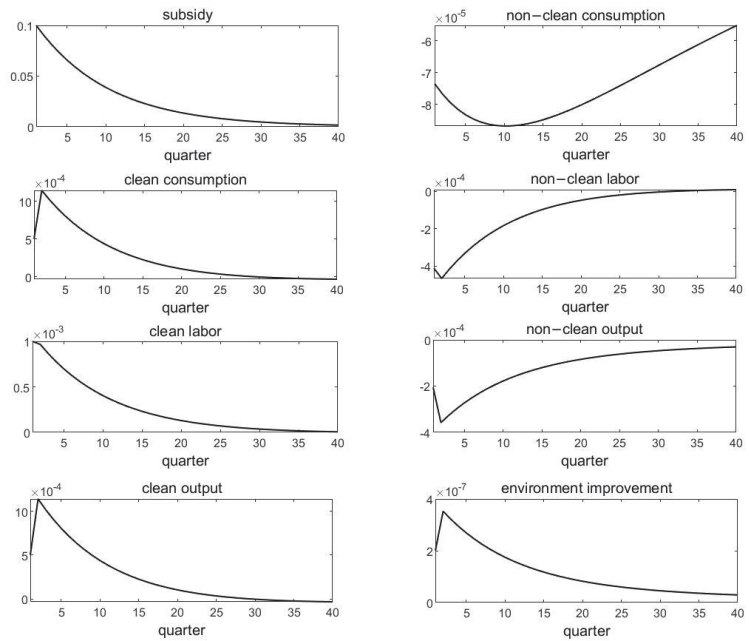 subsidy
0.1
0.05
0
5 10 15 20 25 30 35 40
quarter
non−clean consumption
×10⁻⁵
-6
-7
-8
5 10 15 20 25 30 35 40
quarter
clean consumption
×10⁻⁴
10
5
0
5 10 15 20 25 30 35 40
quarter
non−clean labor
×10⁻⁴
0
-2
-4
5 10 15 20 25 30 35 40
quarter
clean labor
×10⁻³
1
0.5
0
5 10 15 20 25 30 35 40
quarter
non−clean output
×10⁻⁴
0
-2
-4
5 10 15 20 25 30 35 40
quarter
clean output
×10⁻⁴
10
5
0
5 10 15 20 25 30 35 40
quarter
environment improvement
×10⁻⁷
4
2
0
5 10 15 20 25 30 35 40
quarter